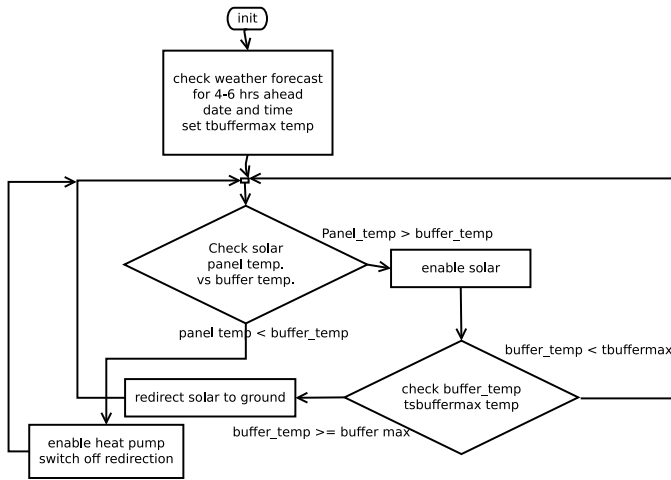 init
check weather forecast
for 4-6 hrs ahead
date and time
set tbuffermax temp
Panel_temp > buffer_temp
Check solar
panel temp.
vs buffer temp.
enable solar
panel temp < buffer_temp
buffer_temp < tbuffermax
check buffer_temp
tsbuffermax temp
redirect solar to ground
buffer_temp >= buffer max
enable heat pump
switch off redirection